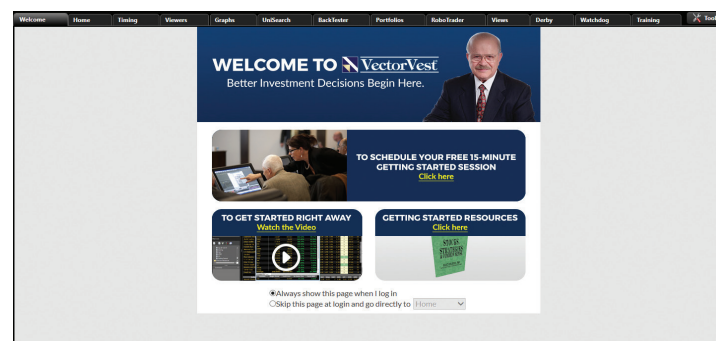 Welcome Home Timing Viewers Graphs UniSearch BackTester Portfolios RoboTrader Views Derby Watchdog Training Tool
WELCOME TO VectorVest
Better Investment Decisions Begin Here.
TO SCHEDULE YOUR FREE 15-MINUTE
GETTING STARTED SESSION
Click here
TO GET STARTED RIGHT AWAY
Watch the Video
GETTING STARTED RESOURCES
Click here
STOCKS
STRATEGIES
Always show this page when I log in
Skip this page at login and go directly to Home